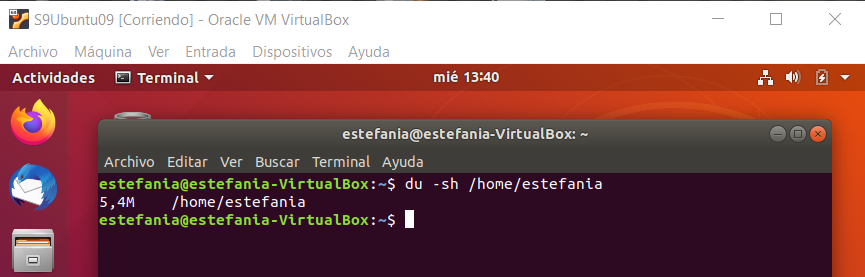 S9Ubuntu09 [Corriendo] - Oracle VM VirtualBox
Archivo Máquina Ver Entrada Dispositivos Ayuda
Actividades Terminal mié 13:40
estefania@estefania-VirtualBox: ~
Archivo Editar Ver Buscar Terminal Ayuda
estefania@estefania-VirtualBox:~$ du -sh /home/estefania
5,4M /home/estefania
estefania@estefania-VirtualBox:~$